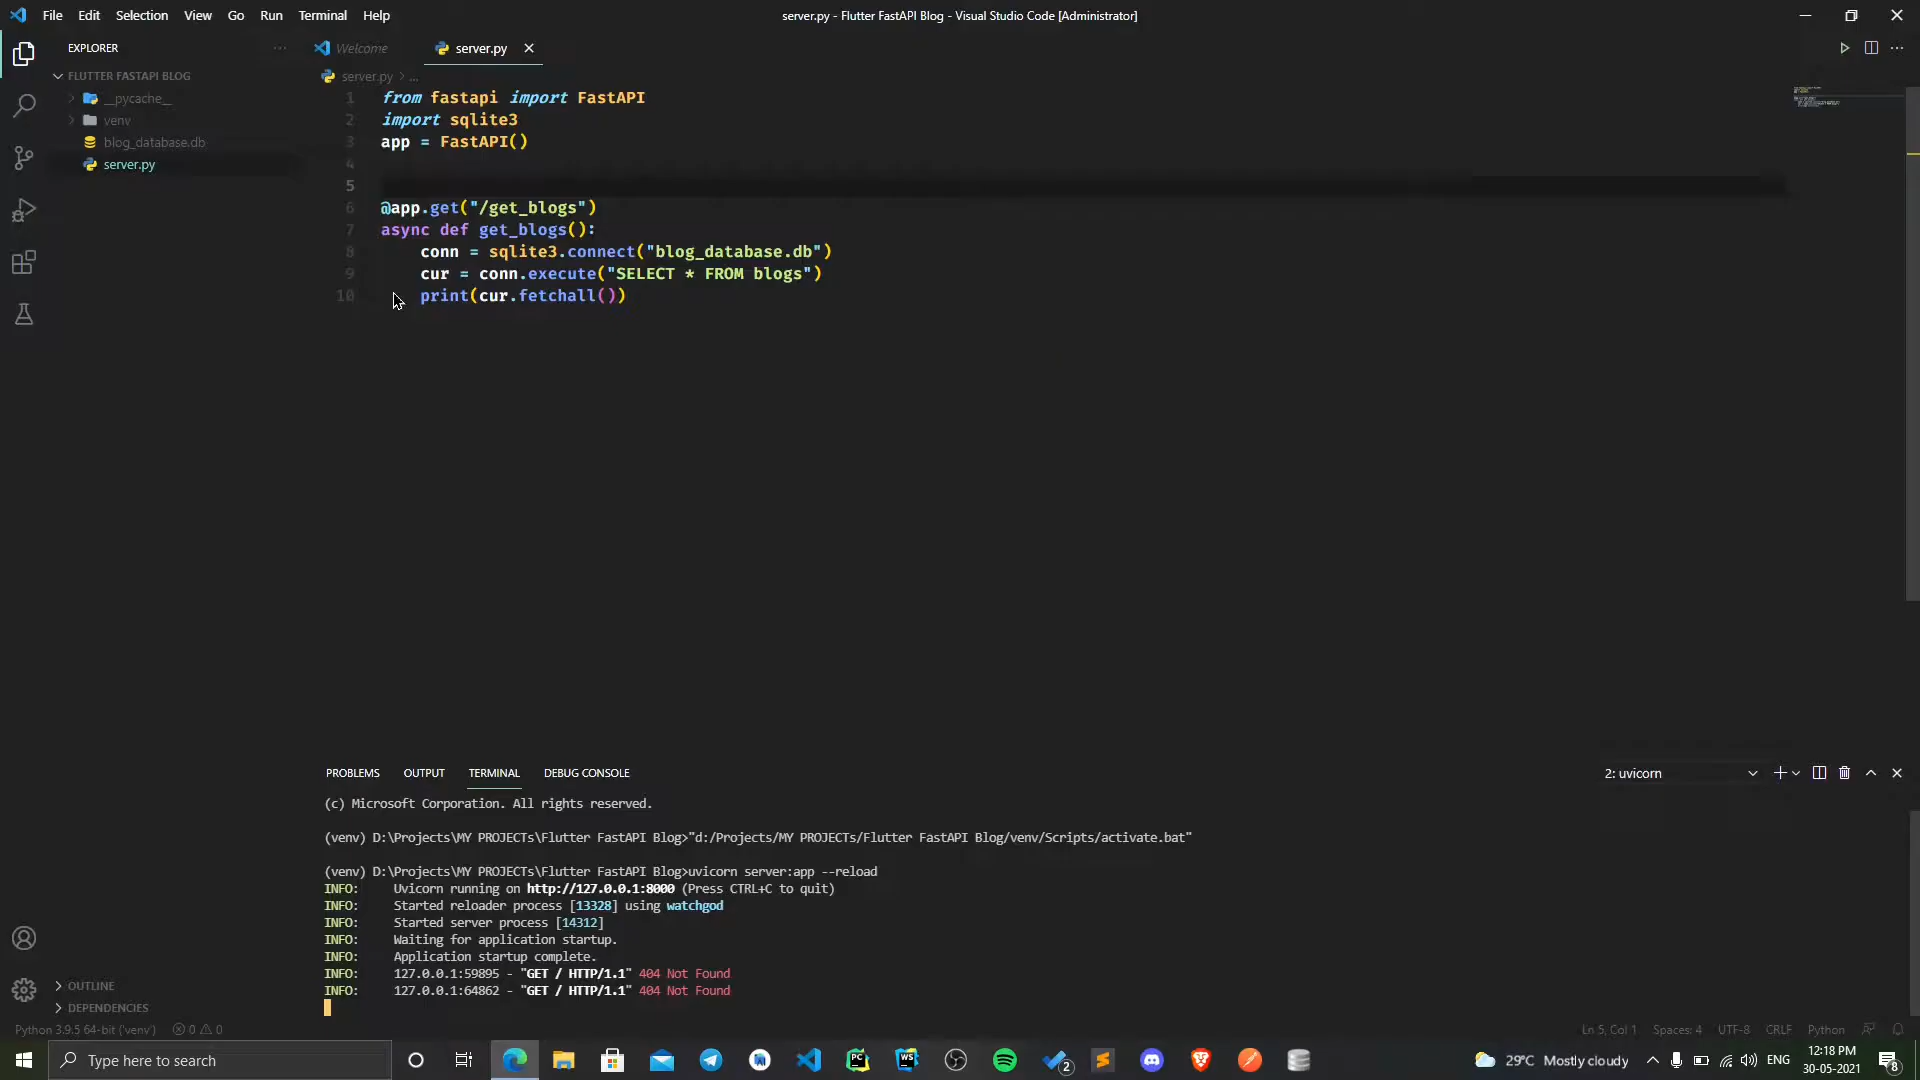 File Edit Selection View Go Run Terminal Help
server.py - Flutter FastAPI Blog - Visual Studio Code [Administrator]
EXPLORER
Welcome
server.py
FLUTTER FASTAPI BLOG
__pycache__
venv
blog_database.db
server.py
server.py > ...
1 from fastapi import FastAPI
2 import sqlite3
3 app = FastAPI()
4
5
6 @app.get("/get_blogs")
7 async def get_blogs():
8 conn = sqlite3.connect("blog_database.db")
9 cur = conn.execute("SELECT * FROM blogs")
10 print(cur.fetchall())
PROBLEMS OUTPUT TERMINAL DEBUG CONSOLE
2: uvicorn
(c) Microsoft Corporation. All rights reserved.
(venv) D:\Projects\MY PROJECTs\Flutter FastAPI Blog>"d:/Projects/MY PROJECTs/Flutter FastAPI Blog/venv/Scripts/activate.bat"
(venv) D:\Projects\MY PROJECTs\Flutter FastAPI Blog>uvicorn server:app --reload
INFO: Uvicorn running on http://127.0.0.1:8000 (Press CTRL+C to quit)
INFO: Started reloader process [13328] using watchgod
INFO: Started server process [14312]
INFO: Waiting for application startup.
INFO: Application startup complete.
INFO: 127.0.0.1:59895 - "GET / HTTP/1.1" 404 Not Found
INFO: 127.0.0.1:64862 - "GET / HTTP/1.1" 404 Not Found
OUTLINE
DEPENDENCIES
Python 3.9.5 64-bit ('venv') 0 0
Ln 5, Col 1 Spaces: 4 UTF-8 CRLF Python
Type here to search
PC
WS
2
29°C Mostly cloudy
ENG
12:18 PM
30-05-2021
8